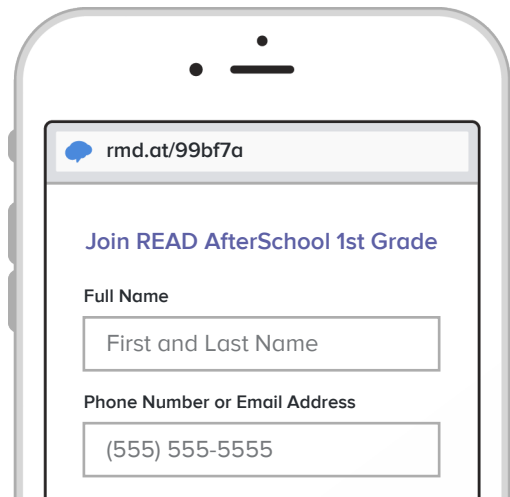 rmd.at/99bf7a
Join READ AfterSchool 1st Grade
Full Name
First and Last Name
Phone Number or Email Address
(555) 555-5555